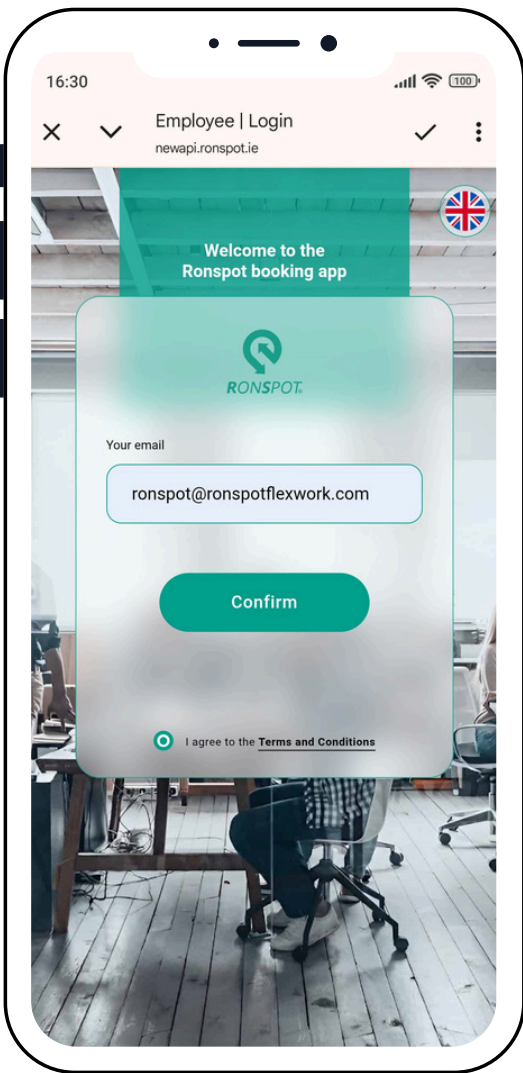 16:30
100
Employee | Login
newapi.ronspot.ie
Welcome to the
Ronspot booking app
RONSPOT
Your email
ronspot@ronspotflexwork.com
Confirm
I agree to the Terms and Conditions